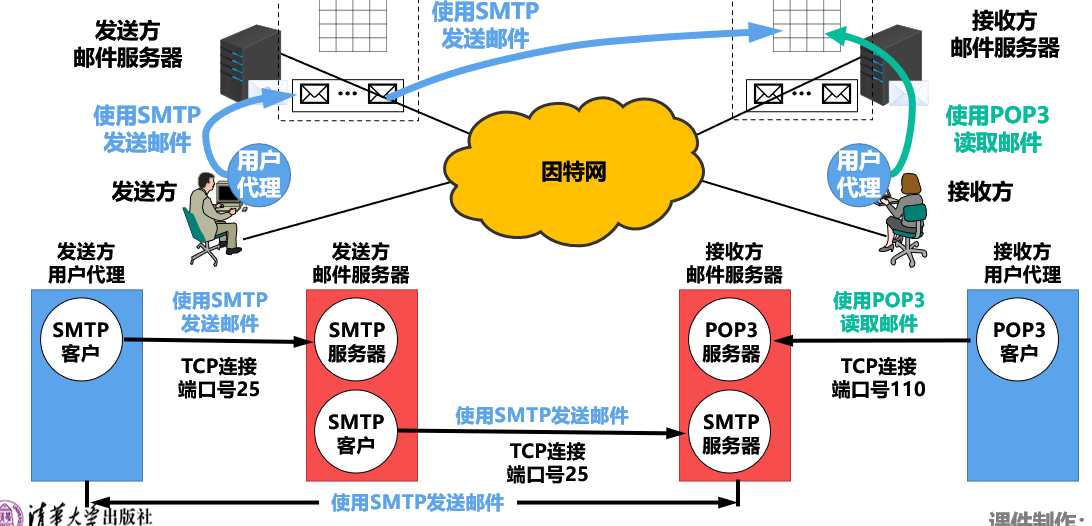 使用SMTP
发送邮件
发送方
邮件服务器
接收方
邮件服务器
...
...
使用SMTP
发送邮件
使用POP3
读取邮件
用户
代理
用户
代理
因特网
发送方
接收方
发送方
用户代理
发送方
邮件服务器
接收方
邮件服务器
接收方
用户代理
使用SMTP
发送邮件
使用POP3
读取邮件
SMTP
客户
SMTP
服务器
POP3
服务器
POP3
客户
TCP连接
端口号25
TCP连接
端口号110
SMTP
客户
使用SMTP发送邮件
SMTP
服务器
TCP连接
端口号25
使用SMTP发送邮件
清华大学出版社
课件制作: